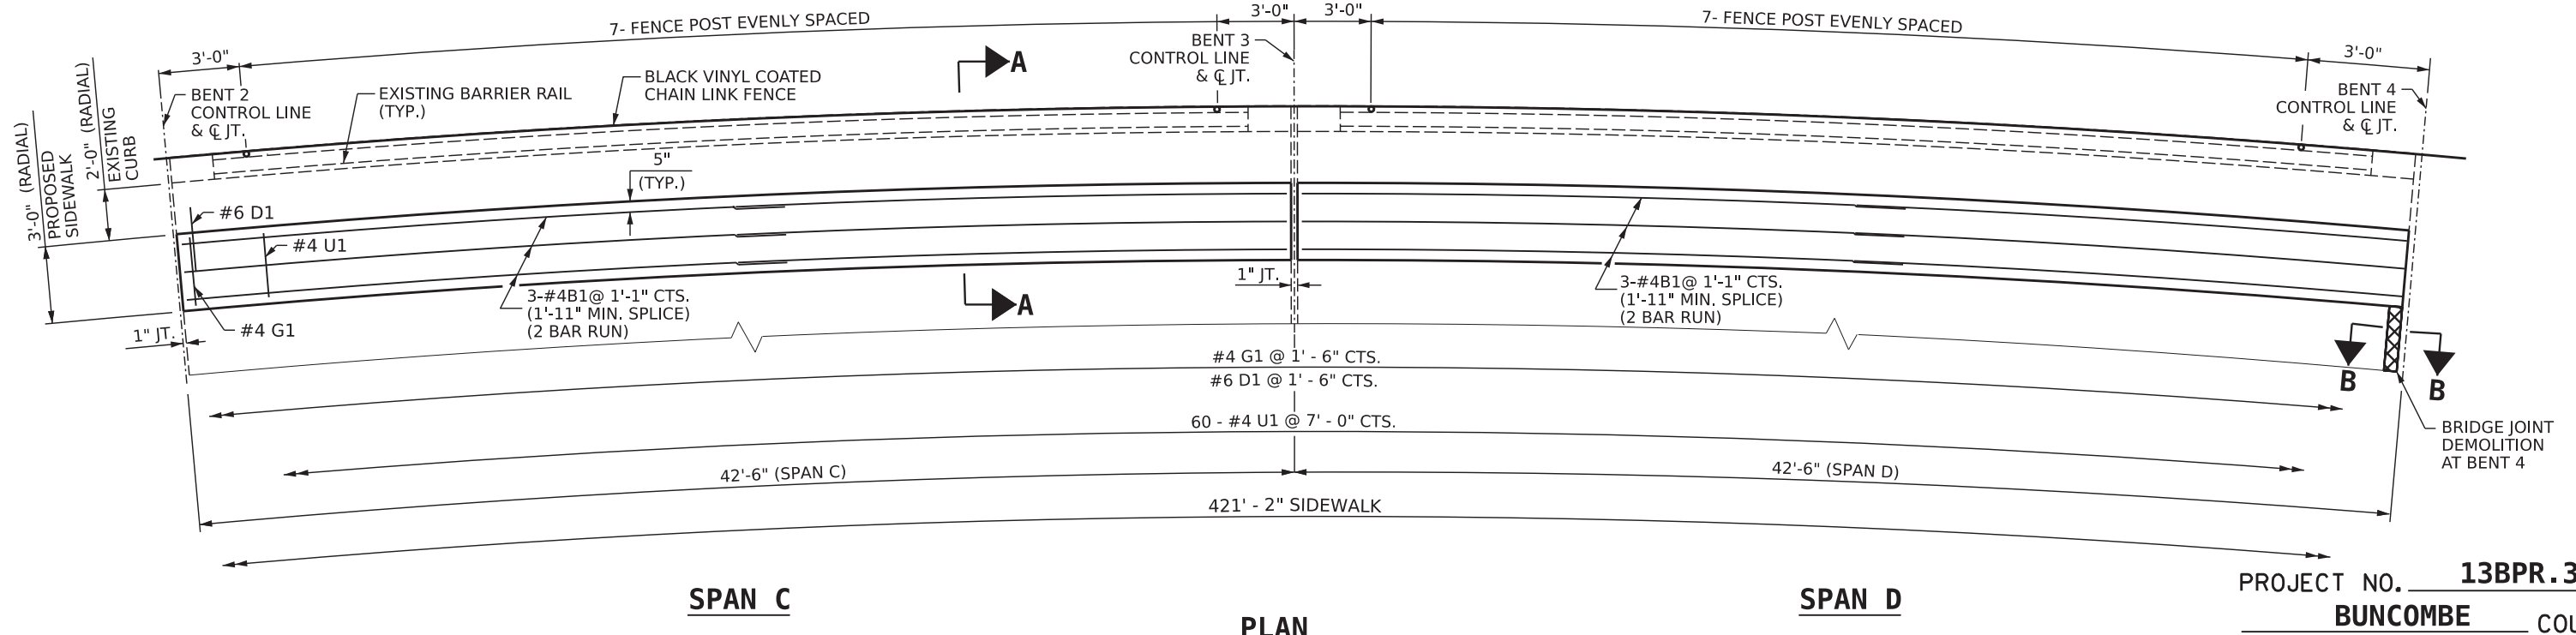 7- FENCE POST EVENLY SPACED
3'-0"
3'-0"
7- FENCE POST EVENLY SPACED
3'-0"
3'-0"
BENT 2
CONTROL LINE
& ℄ JT.
EXISTING BARRIER RAIL
(TYP.)
BLACK VINYL COATED
CHAIN LINK FENCE
A
BENT 3
CONTROL LINE
& ℄ JT.
BENT 4
CONTROL LINE
& ℄ JT.
3'-0" (RADIAL)
PROPOSED
SIDEWALK
2'-0" (RADIAL)
EXISTING
CURB
5"
(TYP.)
#6 D1
#4 U1
#4 G1
1" JT.
3-#4B1@ 1'-1" CTS.
(1'-11" MIN. SPLICE)
(2 BAR RUN)
A
1" JT.
3-#4B1@ 1'-1" CTS.
(1'-11" MIN. SPLICE)
(2 BAR RUN)
#4 G1 @ 1' - 6" CTS.
#6 D1 @ 1' - 6" CTS.
60 - #4 U1 @ 7' - 0" CTS.
B
B
BRIDGE JOINT
DEMOLITION
AT BENT 4
42'-6" (SPAN C)
42'-6" (SPAN D)
421' - 2" SIDEWALK
SPAN C
SPAN D
PLAN
PROJECT NO. 13BPR.3
BUNCOMBE COU